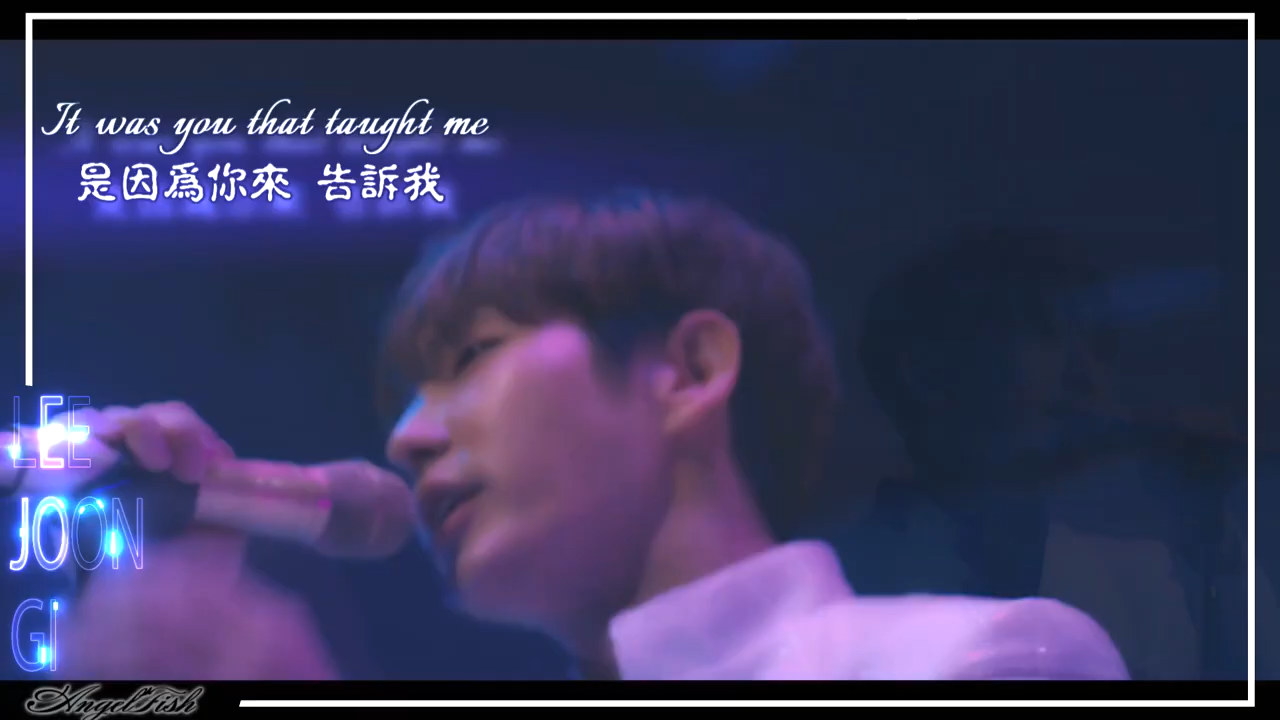 It was you that taught me
是因爲你來 告訴我
LEE
JOON
GI
AngelFish